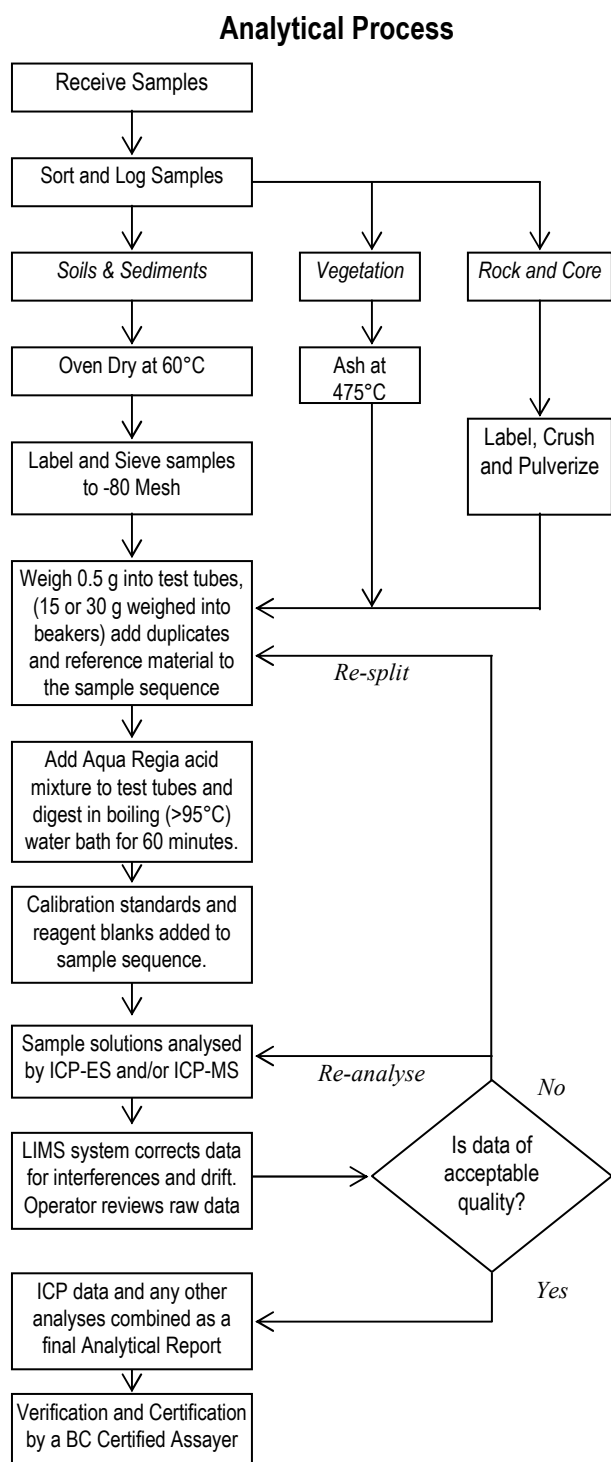 Analytical Process
Receive Samples
Sort and Log Samples
Soils & Sediments
Vegetation
Rock and Core
Oven Dry at 60°C
Ash at
475°C
Label, Crush
and Pulverize
Label and Sieve samples
to -80 Mesh
Weigh 0.5 g into test tubes,
(15 or 30 g weighed into
beakers) add duplicates
and reference material to
the sample sequence
Re-split
Add Aqua Regia acid
mixture to test tubes and
digest in boiling (>95°C)
water bath for 60 minutes.
Calibration standards and
reagent blanks added to
sample sequence.
Sample solutions analysed
by ICP-ES and/or ICP-MS
Re-analyse
No
LIMS system corrects data
for interferences and drift.
Operator reviews raw data
Is data of
acceptable
quality?
Yes
ICP data and any other
analyses combined as a
final Analytical Report
Verification and Certification
by a BC Certified Assayer